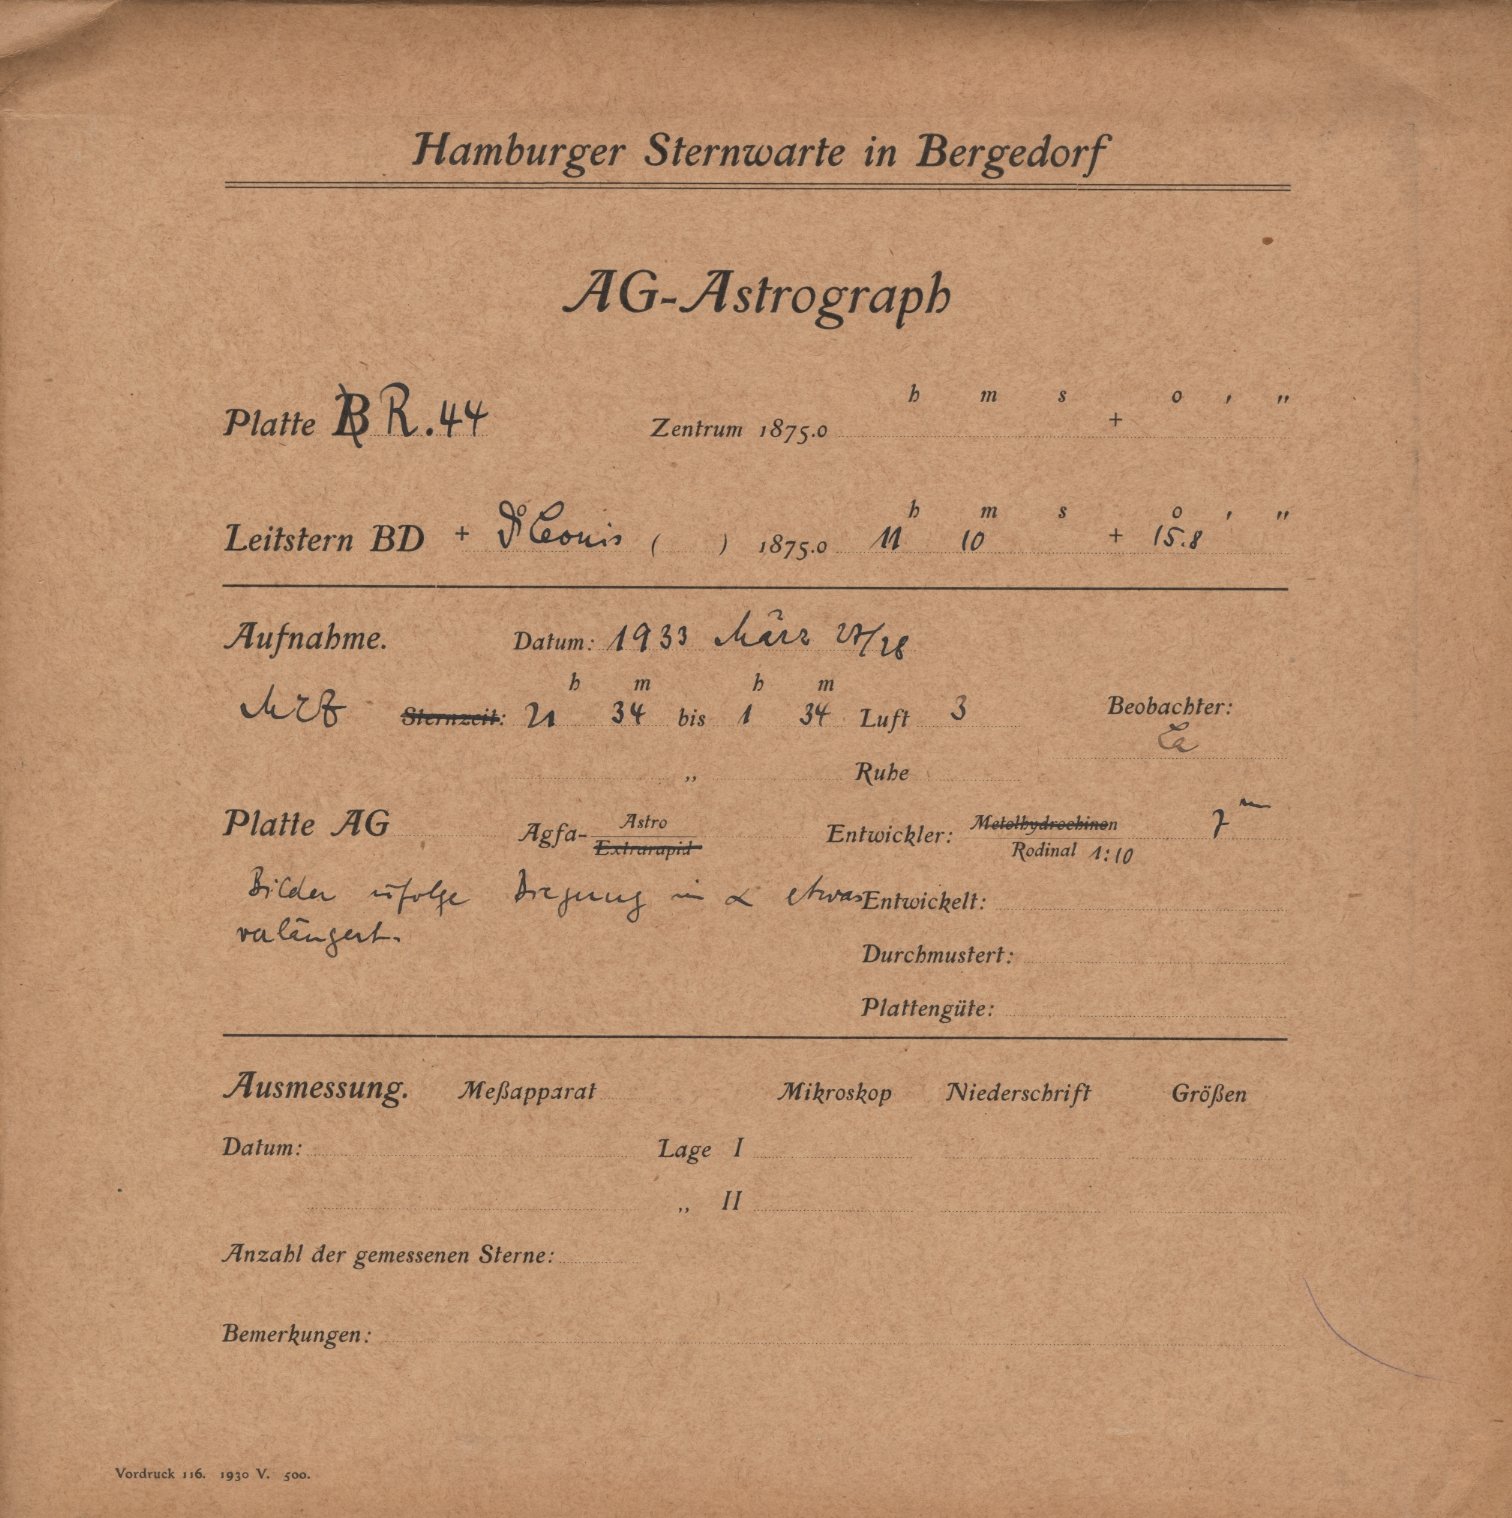 Hamburger Sternwarte in Bergedorf
AG-Astrograph
h m s o ' "
Platte B R.44 Zentrum 1875.0 +
h m s o ' "
Leitstern BD + Leonis ( ) 1875.0 11 10 + 15.8
Aufnahme. Datum: 1933 März 27/28
h m h m
MEZ Sternzeit: 21 34 bis 1 34 Luft 3 Beobachter:
„ Ruhe
Platte AG Agfa- Astro Extrarapid Entwickler: Metolhydrochinon Rodinal 1:10 7 m
Bilder infolge Biegung in α etwas Entwickelt:
verlängert.
Durchmustert:
Plattengüte:
Ausmessung. Meßapparat Mikroskop Niederschrift Größen
Datum: Lage I
„ II
Anzahl der gemessenen Sterne:
Bemerkungen:
Vordruck 116. 1930 V. 500.